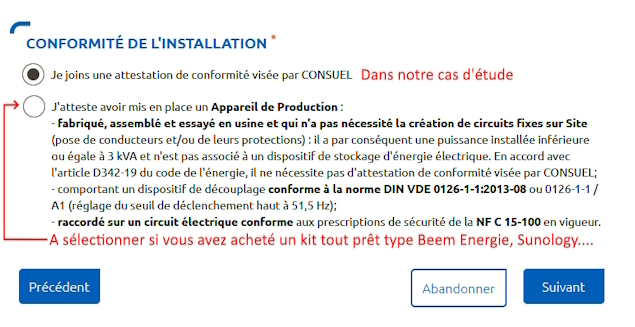 CONFORMITÉ DE L'INSTALLATION *
Je joins une attestation de conformité visée par CONSUEL Dans notre cas d'étude
J'atteste avoir mis en place un Appareil de Production :
- fabriqué, assemblé et essayé en usine et qui n'a pas nécessité la création de circuits fixes sur Site
(pose de conducteurs et/ou de leurs protections) : il a par conséquent une puissance installée inférieure
ou égale à 3 kVA et n'est pas associé à un dispositif de stockage d'énergie électrique. En accord avec
l'article D342-19 du code de l'énergie, il ne nécessite pas d'attestation de conformité visée par CONSUEL;
- comportant un dispositif de découplage conforme à la norme DIN VDE 0126-1-1:2013-08 ou 0126-1-1 /
A1 (réglage du seuil de déclenchement haut à 51,5 Hz);
- raccordé sur un circuit électrique conforme aux prescriptions de sécurité de la NF C 15-100 en vigueur.
A sélectionner si vous avez acheté un kit tout prêt type Beem Energie, Sunology....
Précédent
Abandonner
Suivant